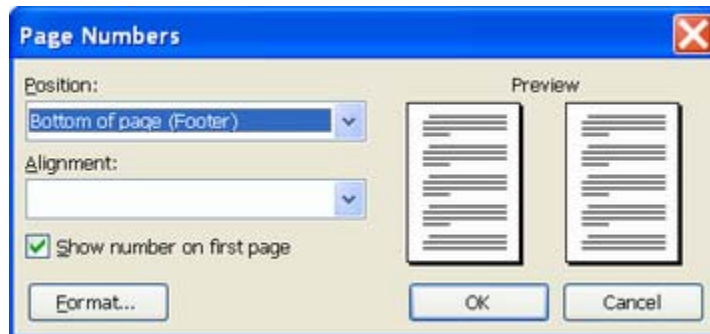 Page Numbers
Position:
Preview
Bottom of page (Footer)
Alignment:
Show number on first page
Format...
OK
Cancel